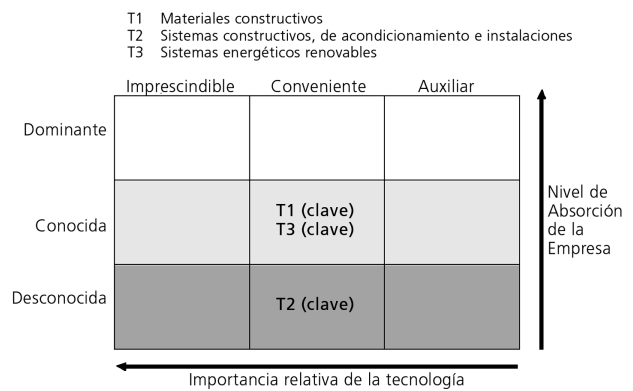 T1 Materiales constructivos
T2 Sistemas constructivos, de acondicionamiento e instalaciones
T3 Sistemas energéticos renovables
Imprescindible Conveniente Auxiliar
Dominante
Conocida
T1 (clave)
T3 (clave)
Desconocida
T2 (clave)
Nivel de
Absorción
de la
Empresa
Importancia relativa de la tecnología